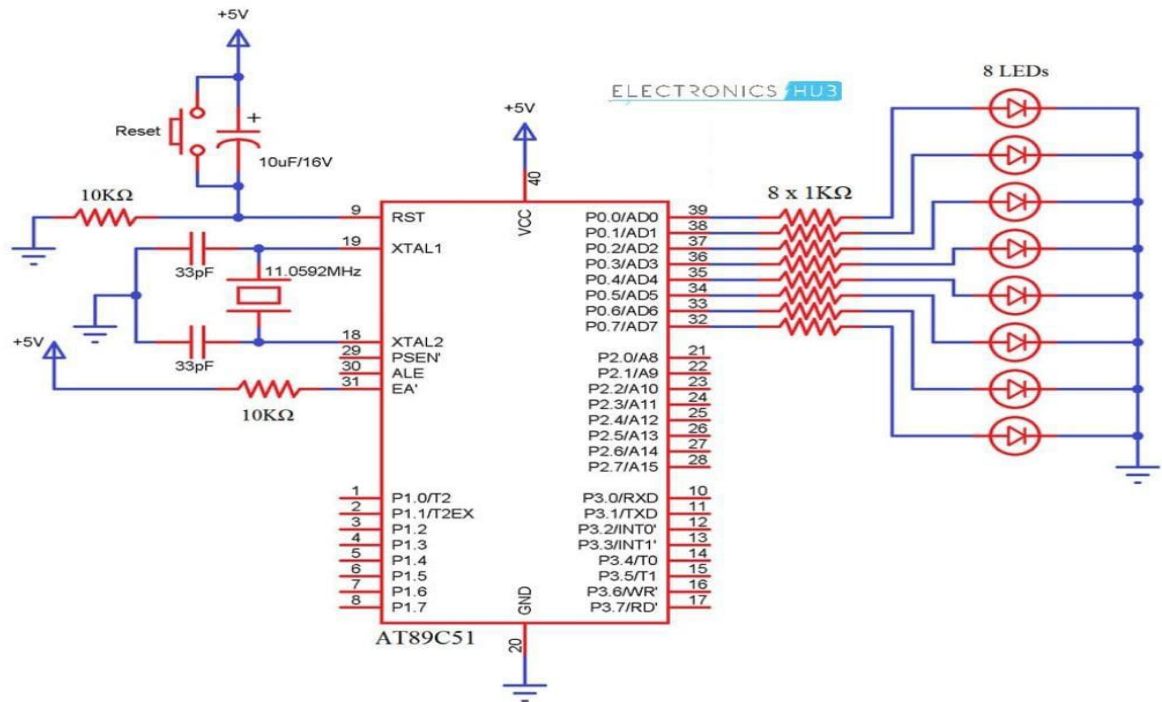 +5V
ELECTRONICS HUB
8 LEDs
+5V
+
Reset
10uF/16V
10KΩ
40
VCC
8 x 1KΩ
9 RST
P0.0/AD0 39
P0.1/AD1 38
19 XTAL1
P0.2/AD2 37
33pF
11.0592MHz
P0.3/AD3 36
P0.4/AD4 35
P0.5/AD5 34
P0.6/AD6 33
P0.7/AD7 32
+5V
18 XTAL2
33pF
29 PSEN'
P2.0/A8 21
30 ALE
P2.1/A9 22
31 EA'
P2.2/A10 23
10KΩ
P2.3/A11 24
P2.4/A12 25
P2.5/A13 26
P2.6/A14 27
P2.7/A15 28
1 P1.0/T2
P3.0/RXD 10
2 P1.1/T2EX
P3.1/TXD 11
3 P1.2
P3.2/INT0' 12
4 P1.3
P3.3/INT1' 13
5 P1.4
P3.4/T0 14
6 P1.5
P3.5/T1 15
7 P1.6
P3.6/WR' 16
8 P1.7
P3.7/RD' 17
GND
AT89C51
20